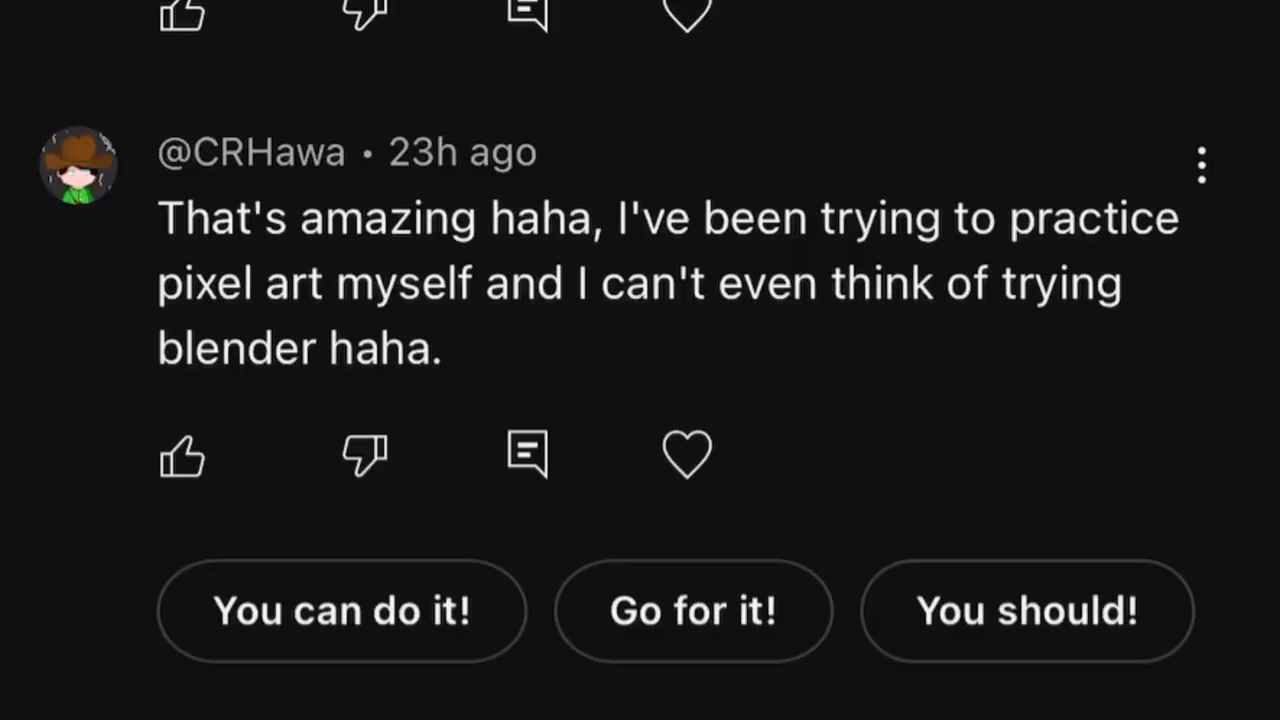 @CRHawa • 23h ago
That's amazing haha, I've been trying to practice
pixel art myself and I can't even think of trying
blender haha.
You can do it!
Go for it!
You should!